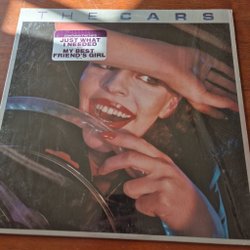 THE CARS
JUST WHAT
I NEEDED
MY BEST
FRIEND'S GIRL